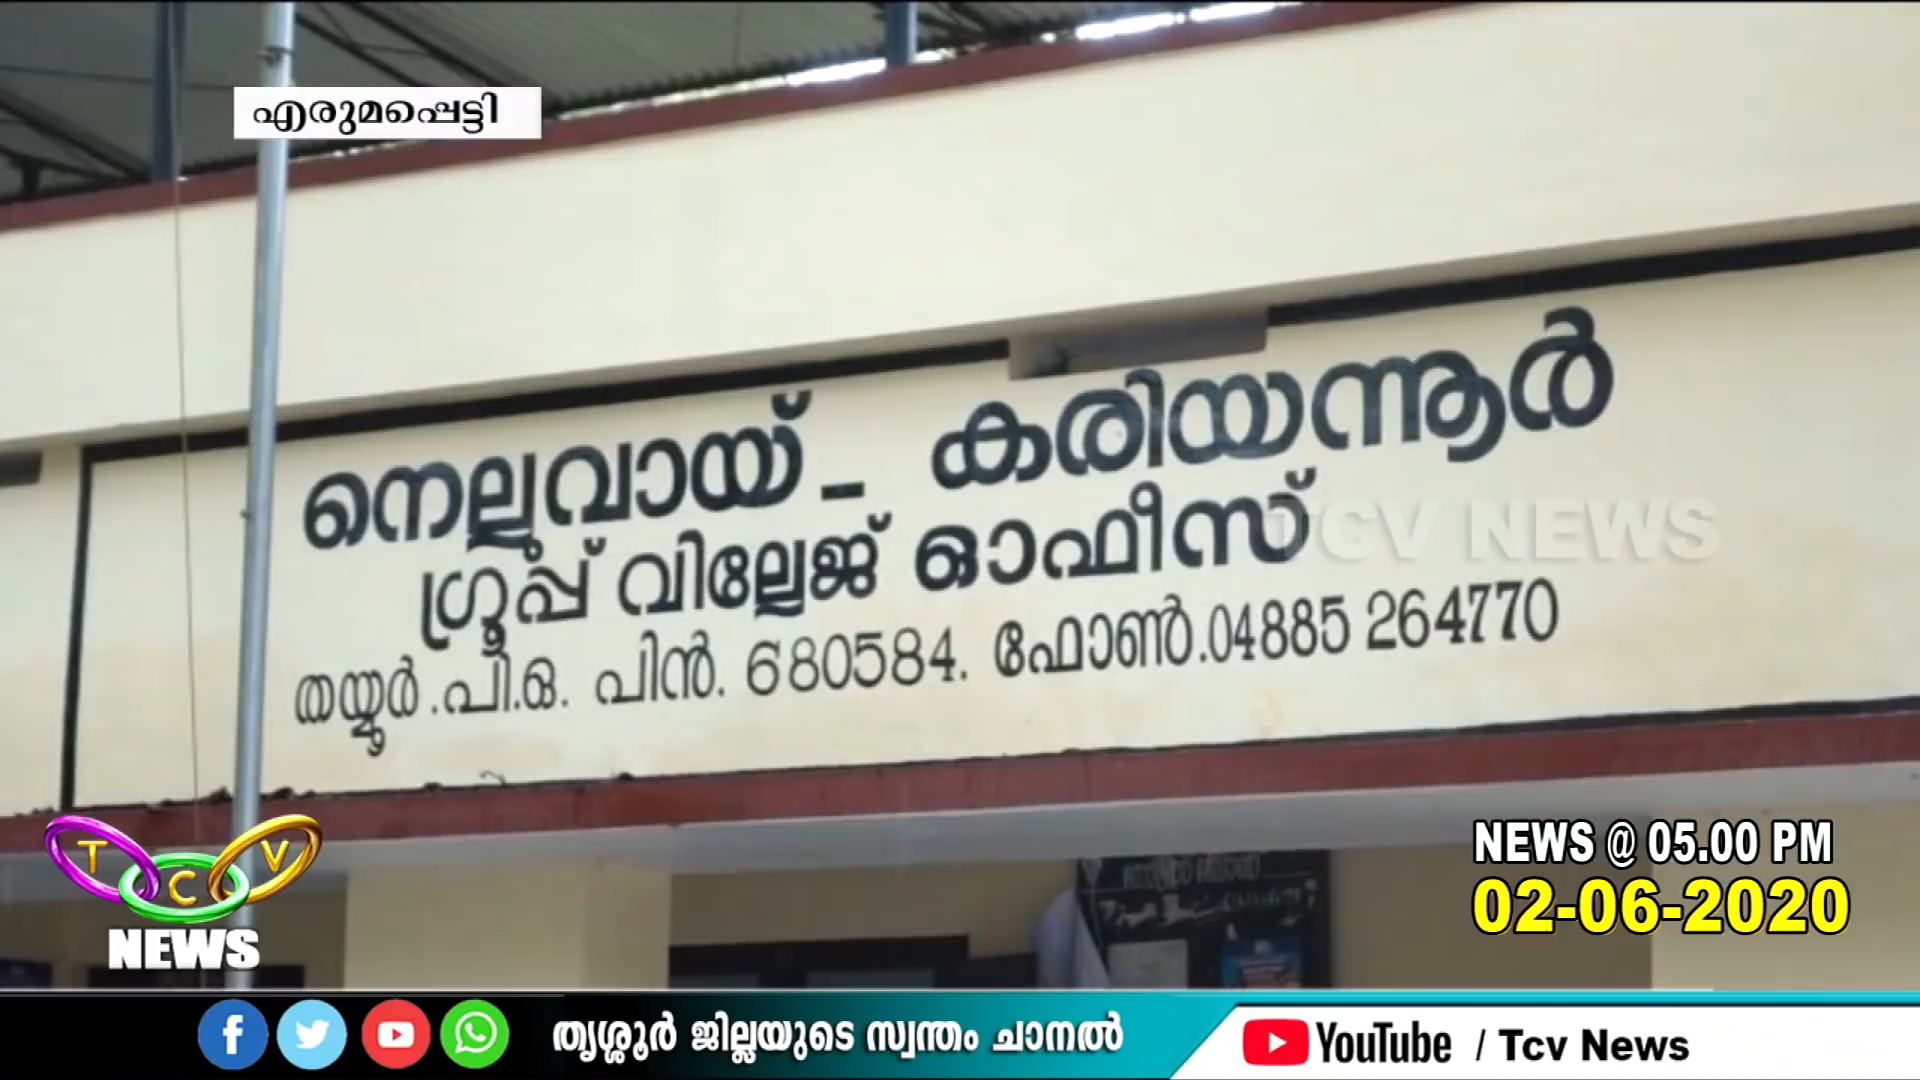 എരുമപ്പെട്ടി
നെല്ലുവായ് - കരിയന്നൂർ
ഗ്രൂപ്പ് വില്ലേജ് ഓഫീസ്
തയ്യൂർ.പി.ഒ. പിൻ. 680584. ഫോൺ.04885 264770
TCV NEWS
T C V
NEWS
NEWS @ 05.00 PM
02-06-2020
തൃശ്ശൂർ ജില്ലയുടെ സ്വന്തം ചാനൽ
YouTube / Tcv News